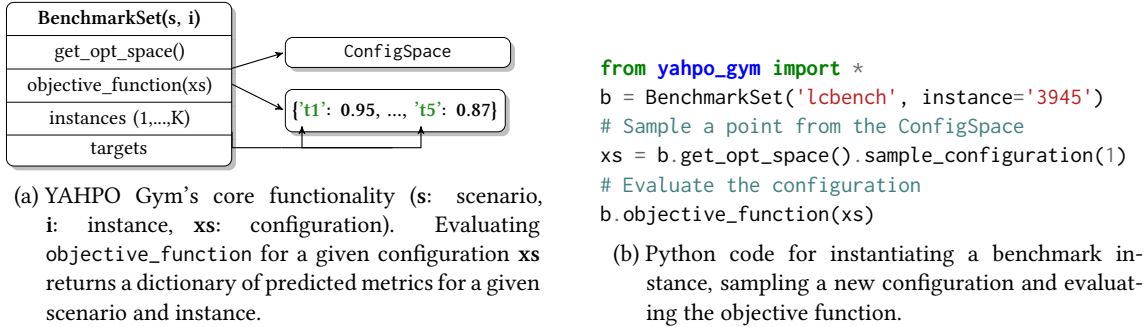 BenchmarkSet(s, i)
get_opt_space()
objective_function(xs)
instances (1,...,K)
targets
ConfigSpace
{'t1': 0.95, ..., 't5': 0.87}
(a) YAHPO Gym's core functionality (s: scenario,
i: instance, xs: configuration). Evaluating
objective_function for a given configuration xs
returns a dictionary of predicted metrics for a given
scenario and instance.
from yahpo_gym import *
b = BenchmarkSet('lcbench', instance='3945')
# Sample a point from the ConfigSpace
xs = b.get_opt_space().sample_configuration(1)
# Evaluate the configuration
b.objective_function(xs)
(b) Python code for instantiating a benchmark in-
stance, sampling a new configuration and evaluat-
ing the objective function.